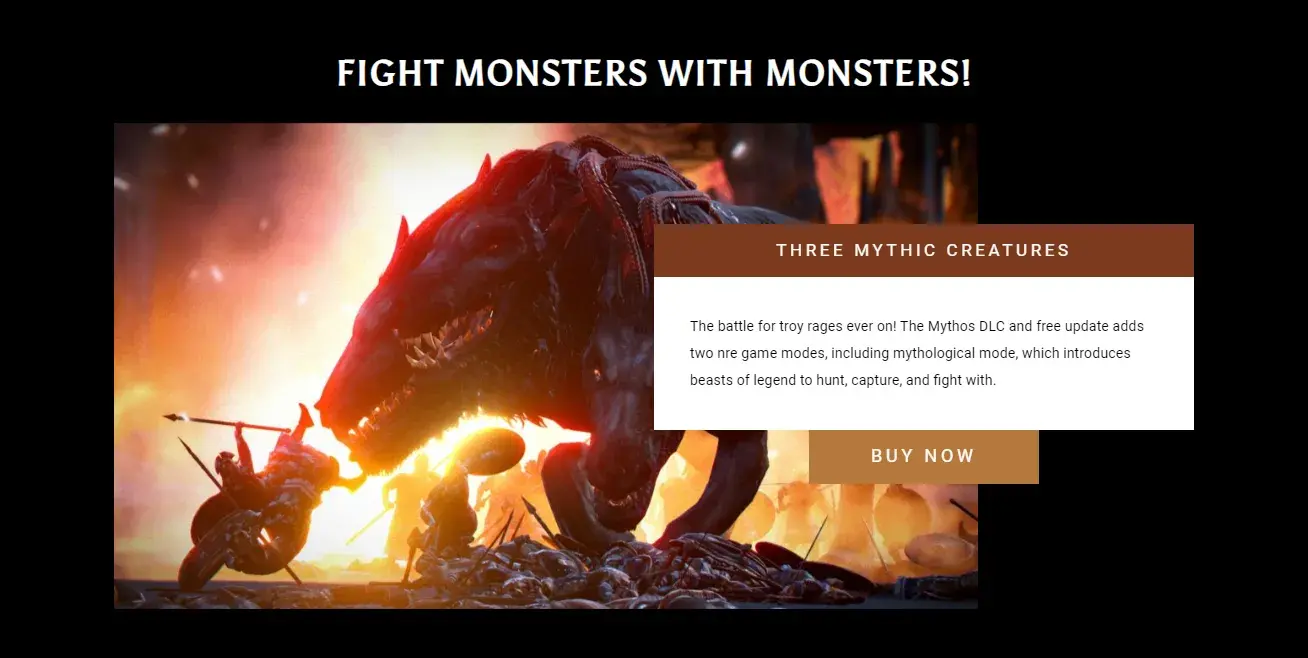 FIGHT MONSTERS WITH MONSTERS!
THREE MYTHIC CREATURES
The battle for troy rages ever on! The Mythos DLC and free update adds
two nre game modes, including mythological mode, which introduces
beasts of legend to hunt, capture, and fight with.
BUY NOW